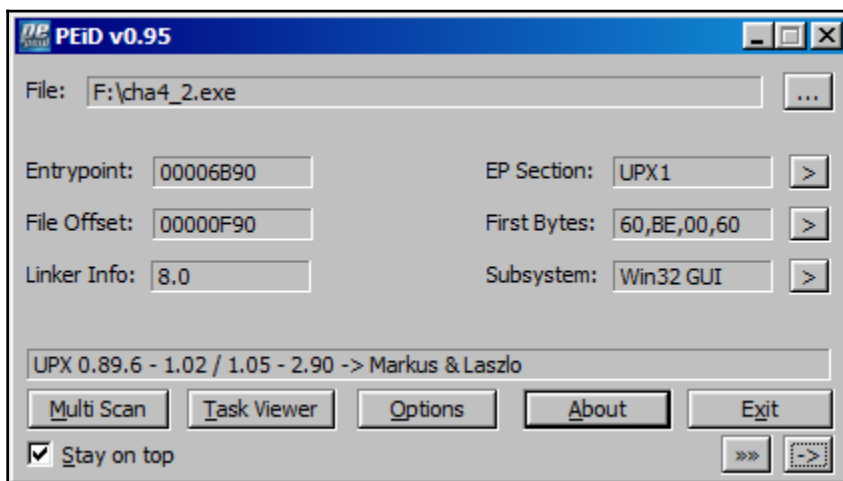 PEiD v0.95
File: F:\cha4_2.exe ...
Entrypoint: 00006B90 EP Section: UPX1 >
File Offset: 00000F90 First Bytes: 60,BE,00,60 >
Linker Info: 8.0 Subsystem: Win32 GUI >
UPX 0.89.6 - 1.02 / 1.05 - 2.90 -> Markus & Laszlo
Multi Scan Task Viewer Options About Exit
Stay on top »» ->